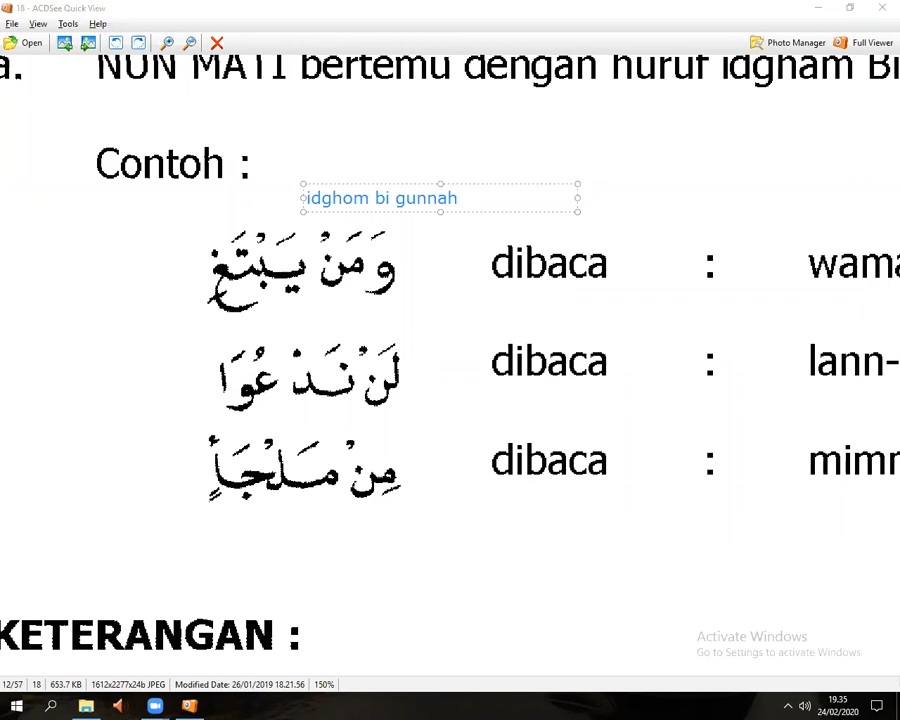 18 - ACDSee Quick View
File View Tools Help
Open Photo Manager Full Viewer
a. NUN MATI bertemu dengan huruf idgham Bi
Contoh :
idghom bi gunnah
وَمَنْ يَبْتَغِ dibaca : wama
لَنْ نَدْعُوَا dibaca : lann-
مِنْ مَلْجَأٍ dibaca : mimm
KETERANGAN :
Activate Windows
Go to Settings to activate Windows.
12/57 18 653.7 KB 1612x2277x24b JPEG Modified Date: 26/01/2019 18.21.56 150%
19.35
24/02/2020